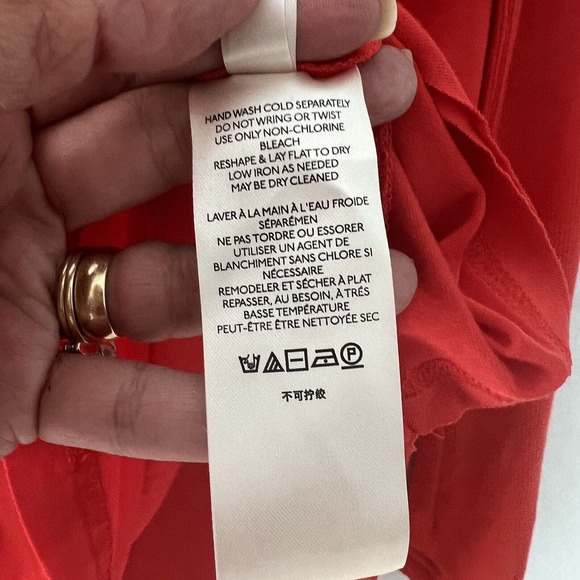 HAND WASH COLD SEPARATELY
DO NOT WRING OR TWIST
USE ONLY NON-CHLORINE
BLEACH
RESHAPE & LAY FLAT TO DRY
LOW IRON AS NEEDED
MAY BE DRY CLEANED
LAVER À LA MAIN À L'EAU FROIDE
SÉPARÉMEN
NE PAS TORDRE OU ESSORER
UTILISER UN AGENT DE
BLANCHIMENT SANS CHLORE SI
NÉCESSAIRE
REMODELER ET SÉCHER À PLAT
REPASSER, AU BESOIN, À TRÉS
BASSE TEMPÉRATURE
PEUT-ÊTRE ÊTRE NETTOYÉE SEC
P
不可拧绞